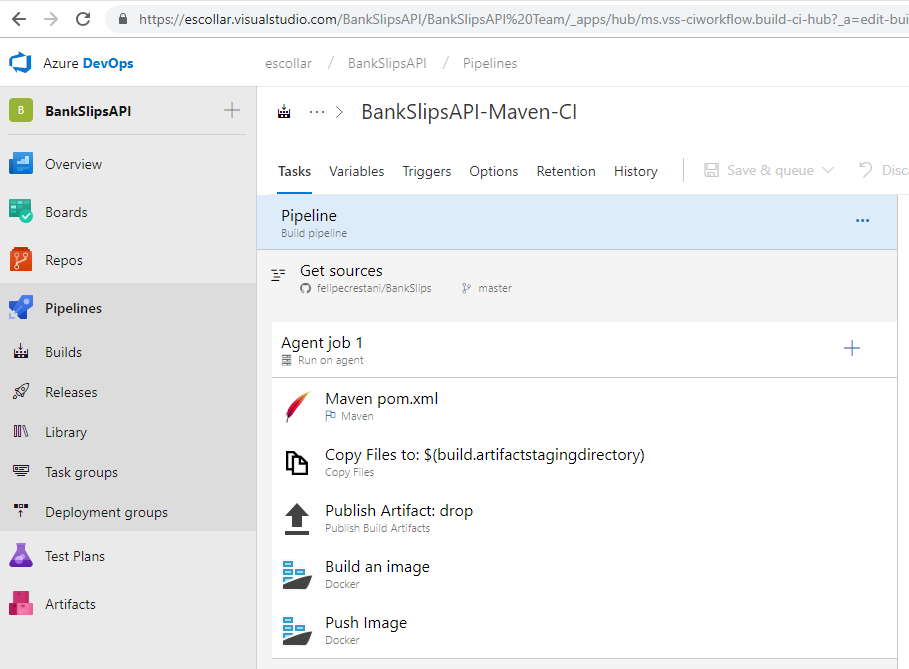 https://escollar.visualstudio.com/BankSlipsAPI/BankSlipsAPI%20Team/_apps/hub/ms.vss-ciworkflow.build-ci-hub?_a=edit-bui
Azure DevOps
escollar / BankSlipsAPI / Pipelines
B BankSlipsAPI
··· > BankSlipsAPI-Maven-CI
Overview
Boards
Repos
Pipelines
Builds
Releases
Library
Task groups
Deployment groups
Test Plans
Artifacts
Tasks Variables Triggers Options Retention History Save & queue Disc
Pipeline
Build pipeline
Get sources
felipecrestani/BankSlips master
Agent job 1
Run on agent
Maven pom.xml
Maven
Copy Files to: $(build.artifactstagingdirectory)
Copy Files
Publish Artifact: drop
Publish Build Artifacts
Build an image
Docker
Push Image
Docker